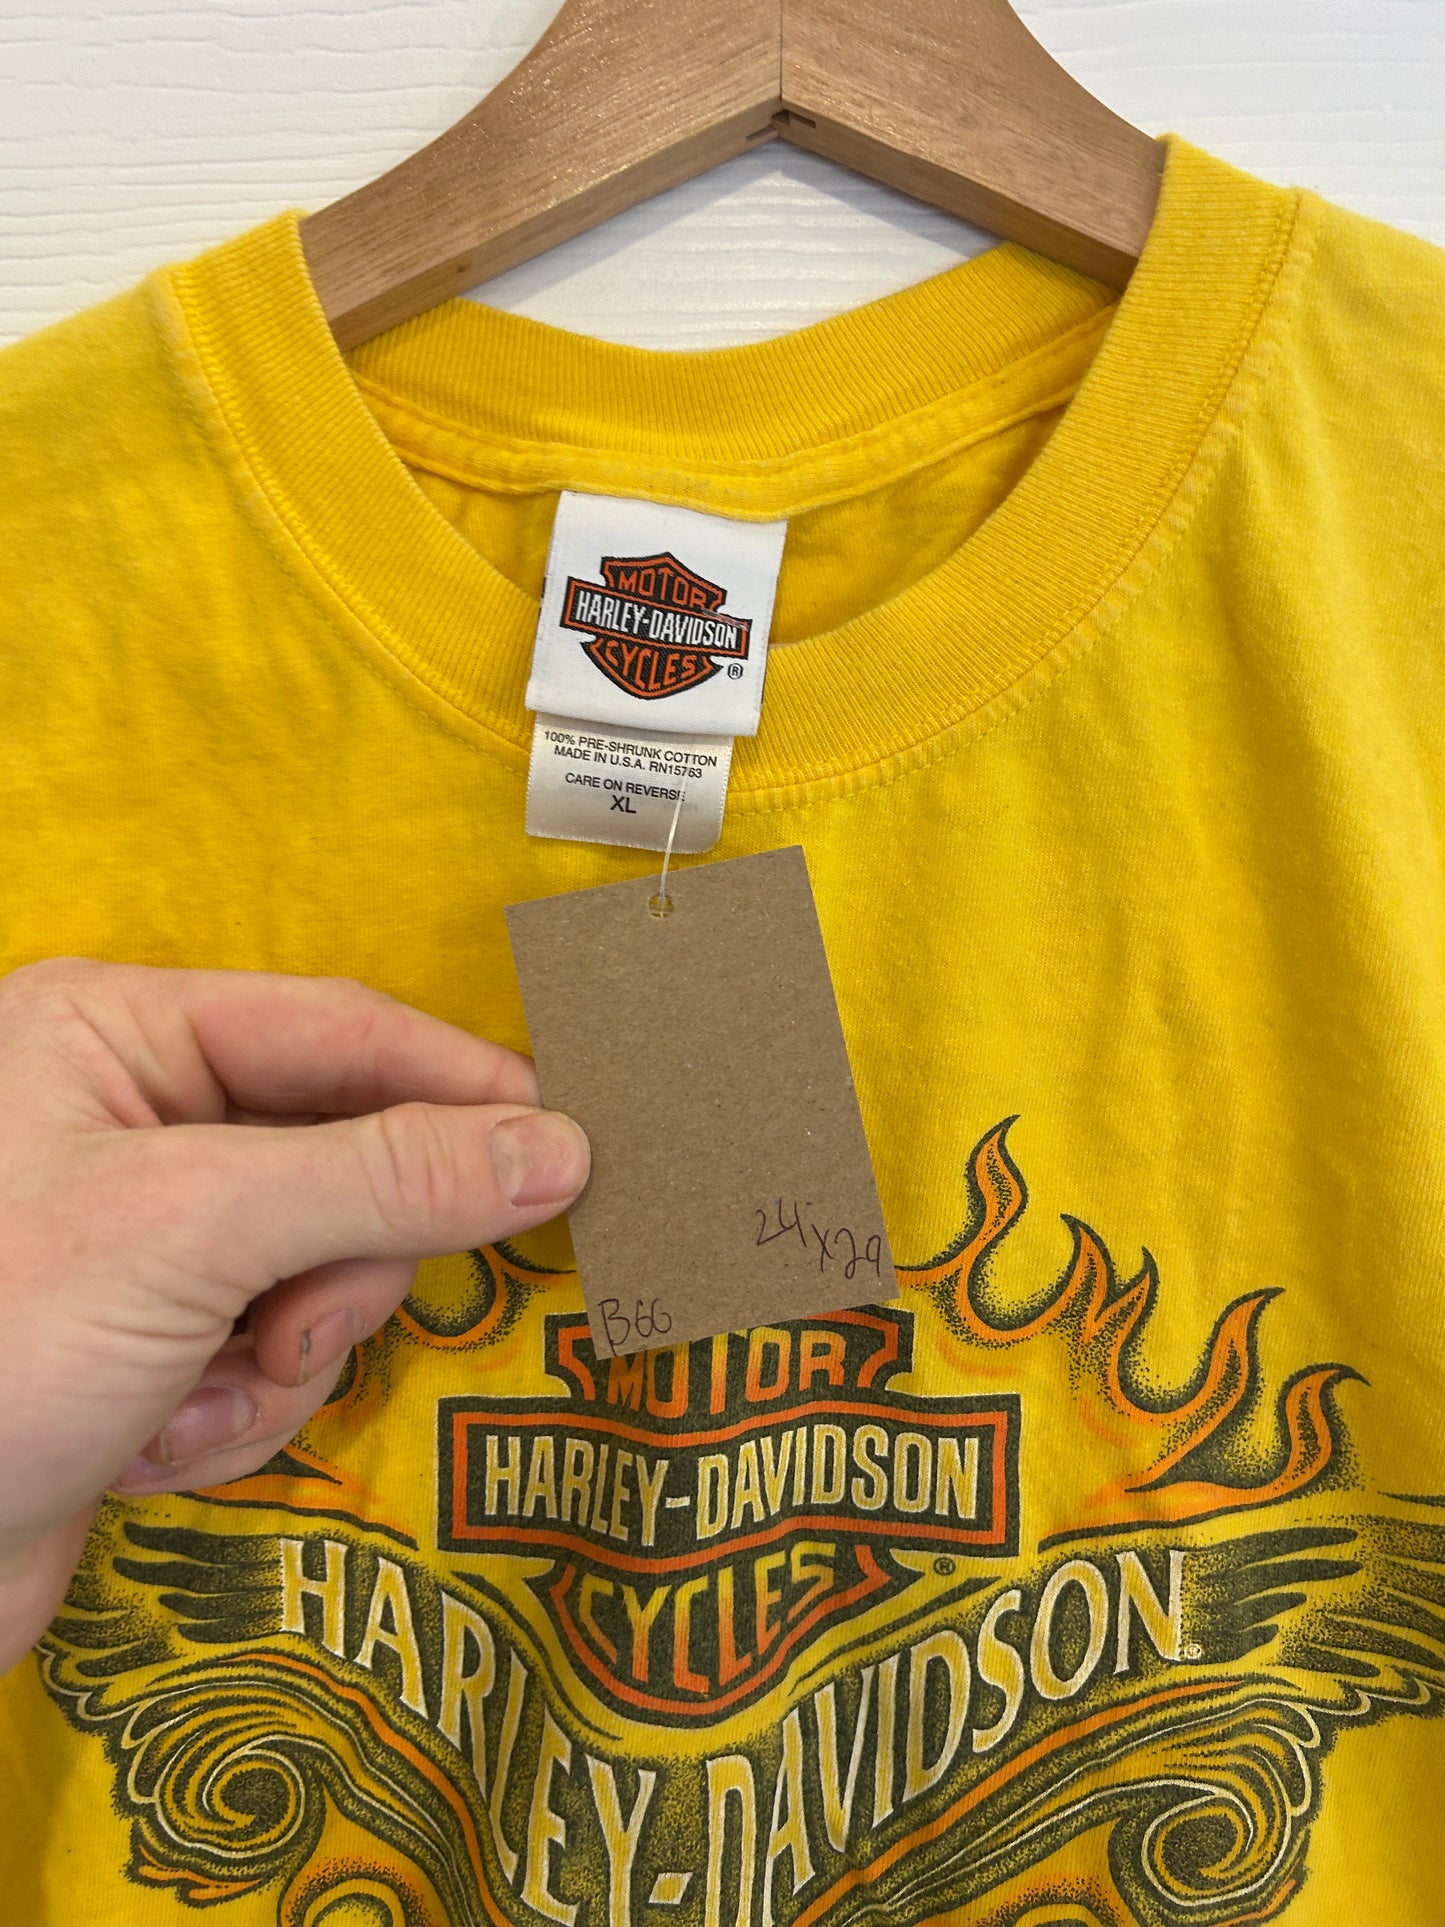 MOTOR
HARLEY-DAVIDSON
CYCLES
®
100% PRE-SHRUNK COTTON
MADE IN U.S.A. RN15763
CARE ON REVERSE
XL
24x29
B66
MOTOR
HARLEY-DAVIDSON
CYCLES
®
HARLEY-DAVIDSON
®